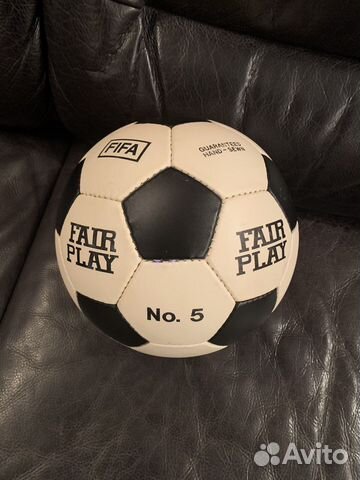 FIFA
GUARANTEED
HAND-SEWN
FAIR
PLAY
FAIR
PLAY
No. 5
Avito